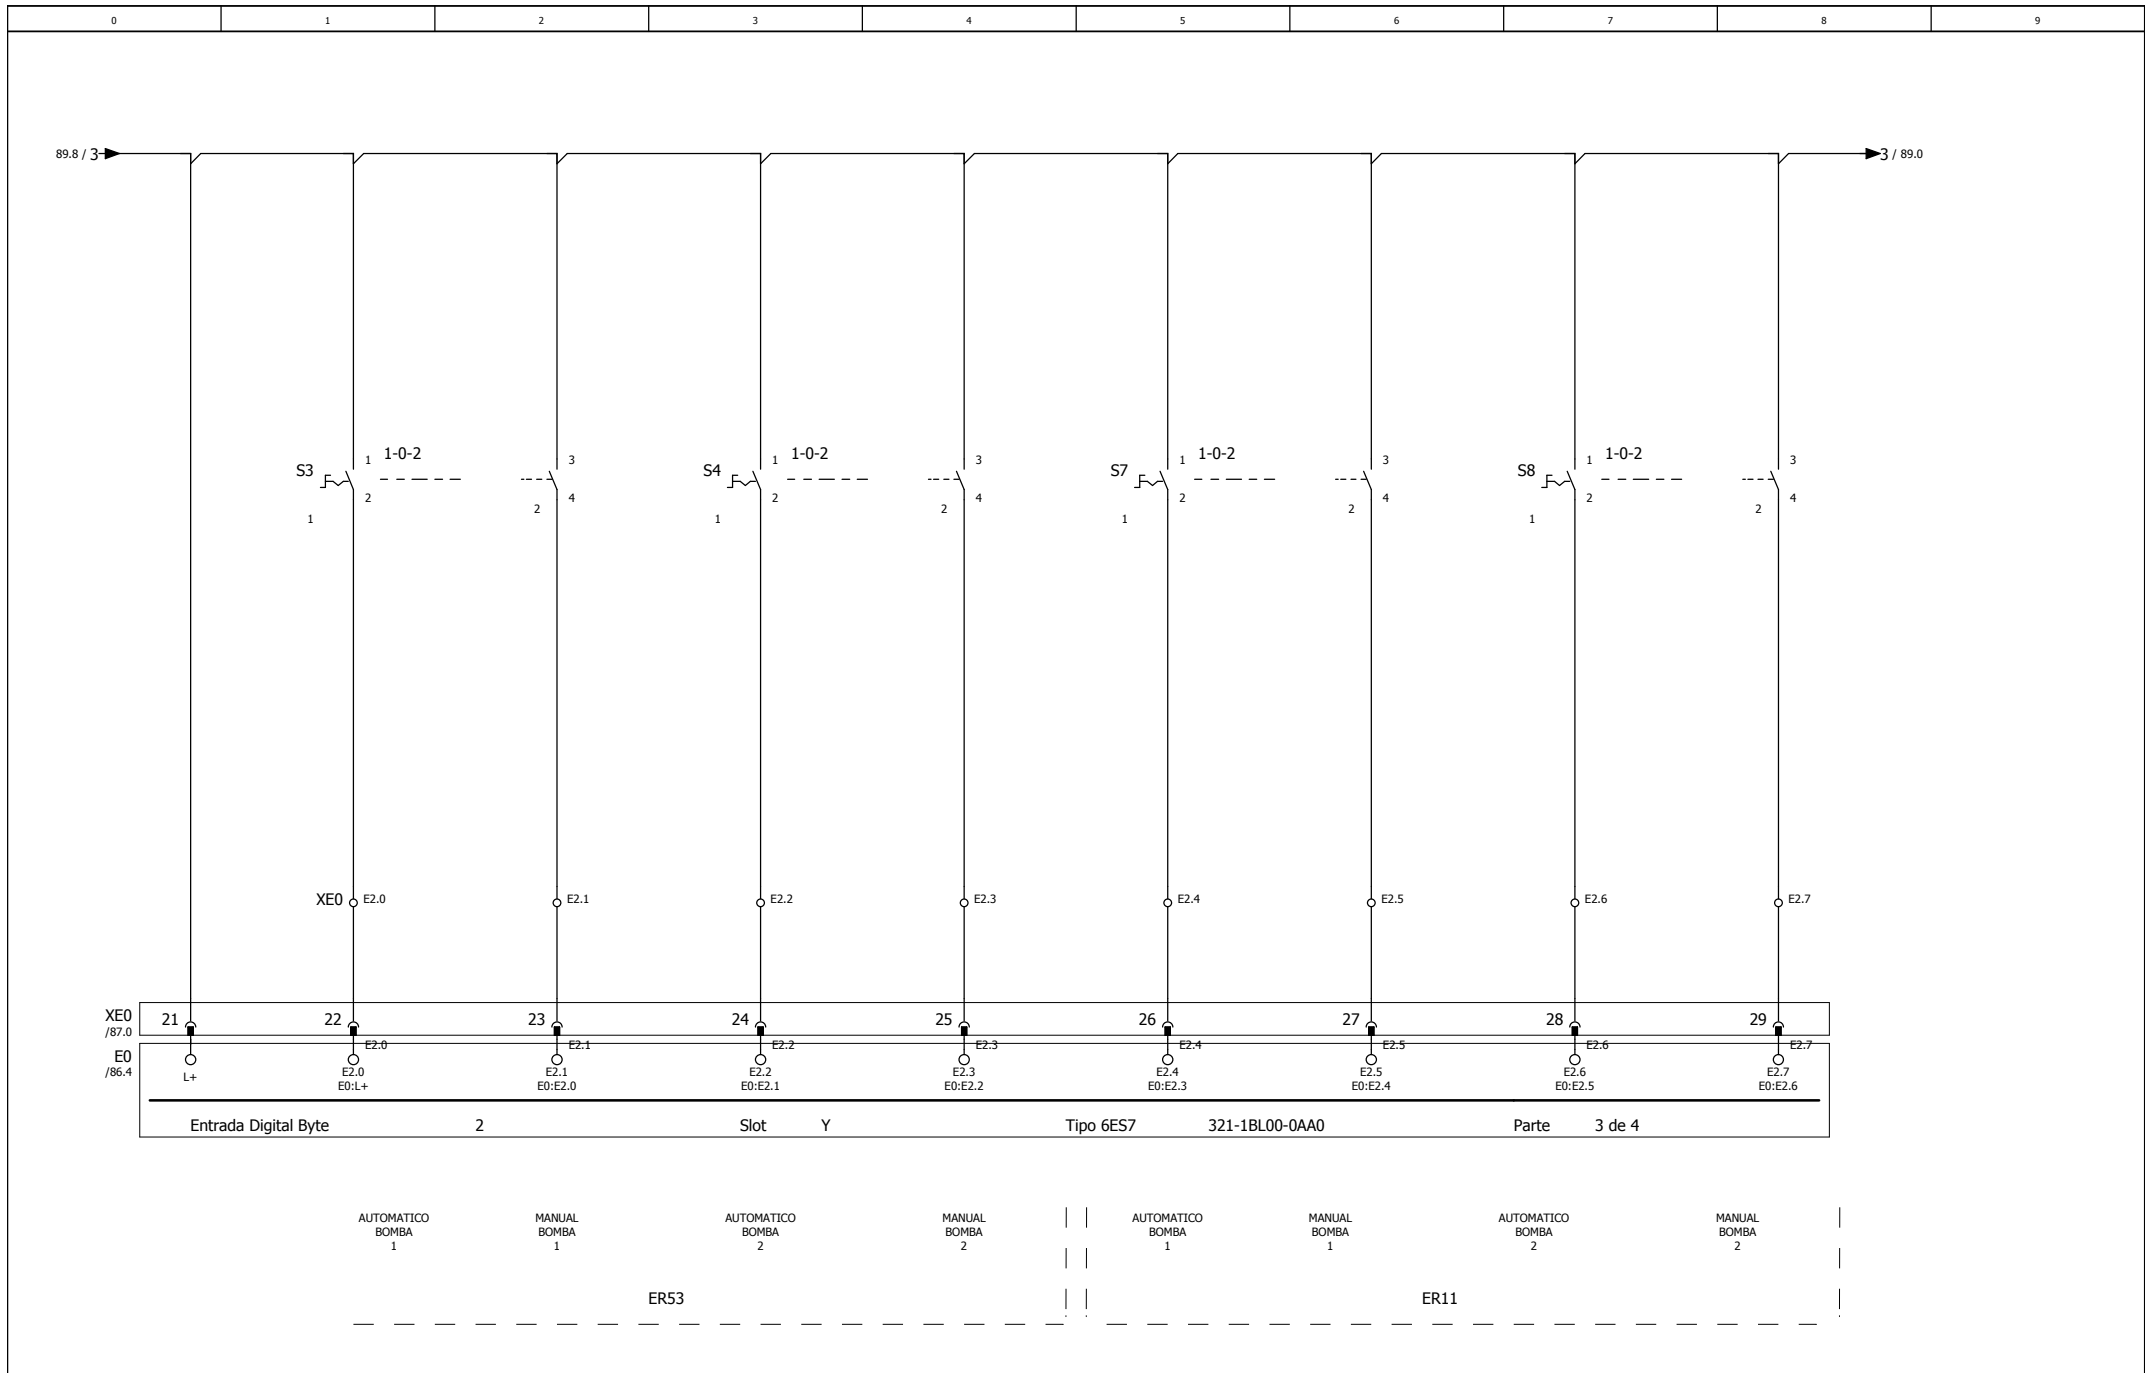 0 1 2 3 4 5 6 7 8 9
89.8 / 3
3 / 89.0
S3 1 1-0-2 3 S4 1 1-0-2 3 S7 1 1-0-2 3 S8 1 1-0-2 3
2 4 2 4 2 4 2 4
1 2 1 2 1 2 1 2
XE0 E2.0 E2.1 E2.2 E2.3 E2.4 E2.5 E2.6 E2.7
XE0 21 22 23 24 25 26 27 28 29
/87.0
E2.0 E2.1 E2.2 E2.3 E2.4 E2.5 E2.6 E2.7
E0
/86.4
L+ E2.0 E2.1 E2.2 E2.3 E2.4 E2.5 E2.6 E2.7
E0:L+ E0:E2.0 E0:E2.1 E0:E2.2 E0:E2.3 E0:E2.4 E0:E2.5 E0:E2.6
Entrada Digital Byte 2 Slot Y Tipo 6ES7 321-1BL00-0AA0 Parte 3 de 4
AUTOMATICO MANUAL AUTOMATICO MANUAL AUTOMATICO MANUAL AUTOMATICO MANUAL
BOMBA BOMBA BOMBA BOMBA BOMBA BOMBA BOMBA BOMBA
1 1 2 2 1 1 2 2
ER53 ER11